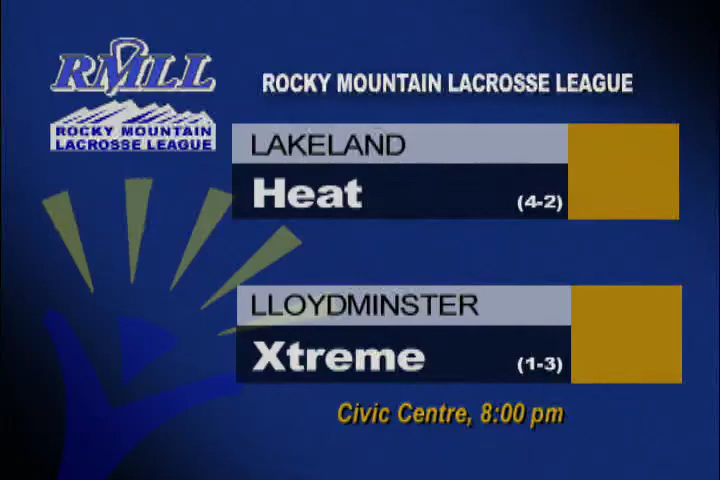 RMLL
ROCKY MOUNTAIN
LACROSSE LEAGUE
ROCKY MOUNTAIN LACROSSE LEAGUE
LAKELAND
Heat (4-2)
LLOYDMINSTER
Xtreme (1-3)
Civic Centre, 8:00 pm